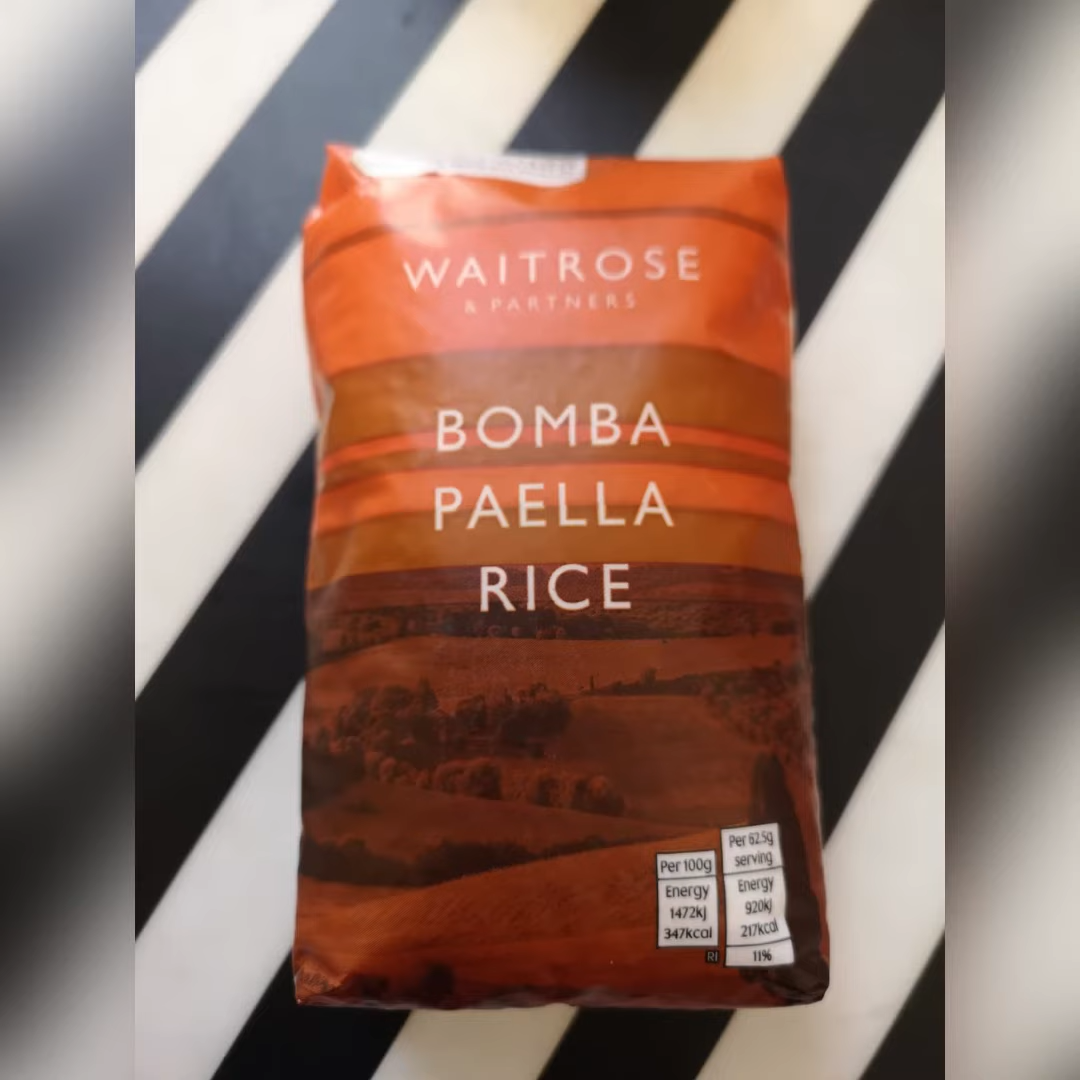 WAITROSE
& PARTNERS
BOMBA
PAELLA
RICE
Per 100g
Energy
1472kJ
347kcal
Per 62.5g
serving
Energy
920kJ
217kcal
RI
11%